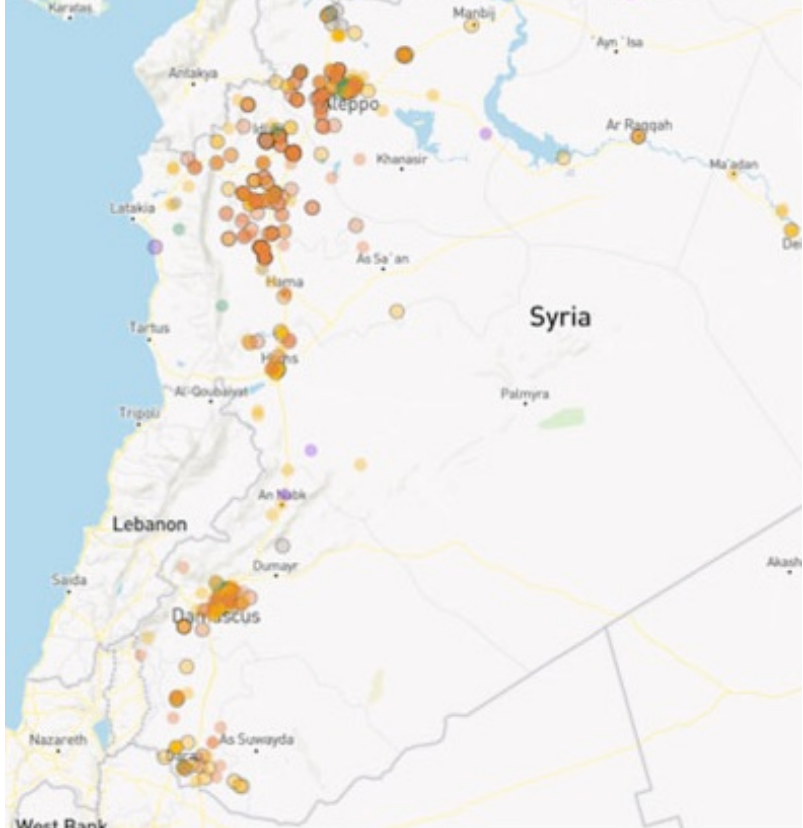 Karatas
Manbij
`Ayn `Isa
Antakya
Aleppo
Ar Raqqah
Khanasir
Ma'adan
Latakia
As Sa`an
Hama
Syria
Tartus
Homs
Al-Qoubaiyat
Palmyra
Tripoli
An Nabk
Lebanon
Dumayr
Akash
Saida
Damascus
Nazareth
As Suwayda
West Bank